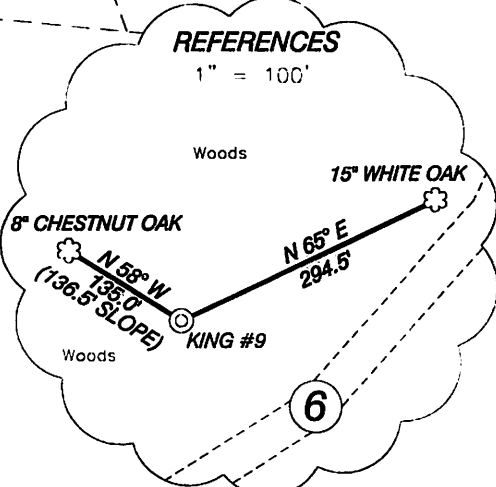 REFERENCES
1" = 100'
Woods
15" WHITE OAK
8" CHESTNUT OAK
N 65° E
294.5'
N 58° W
135.0'
(136.5' SLOPE)
KING #9
Woods
6